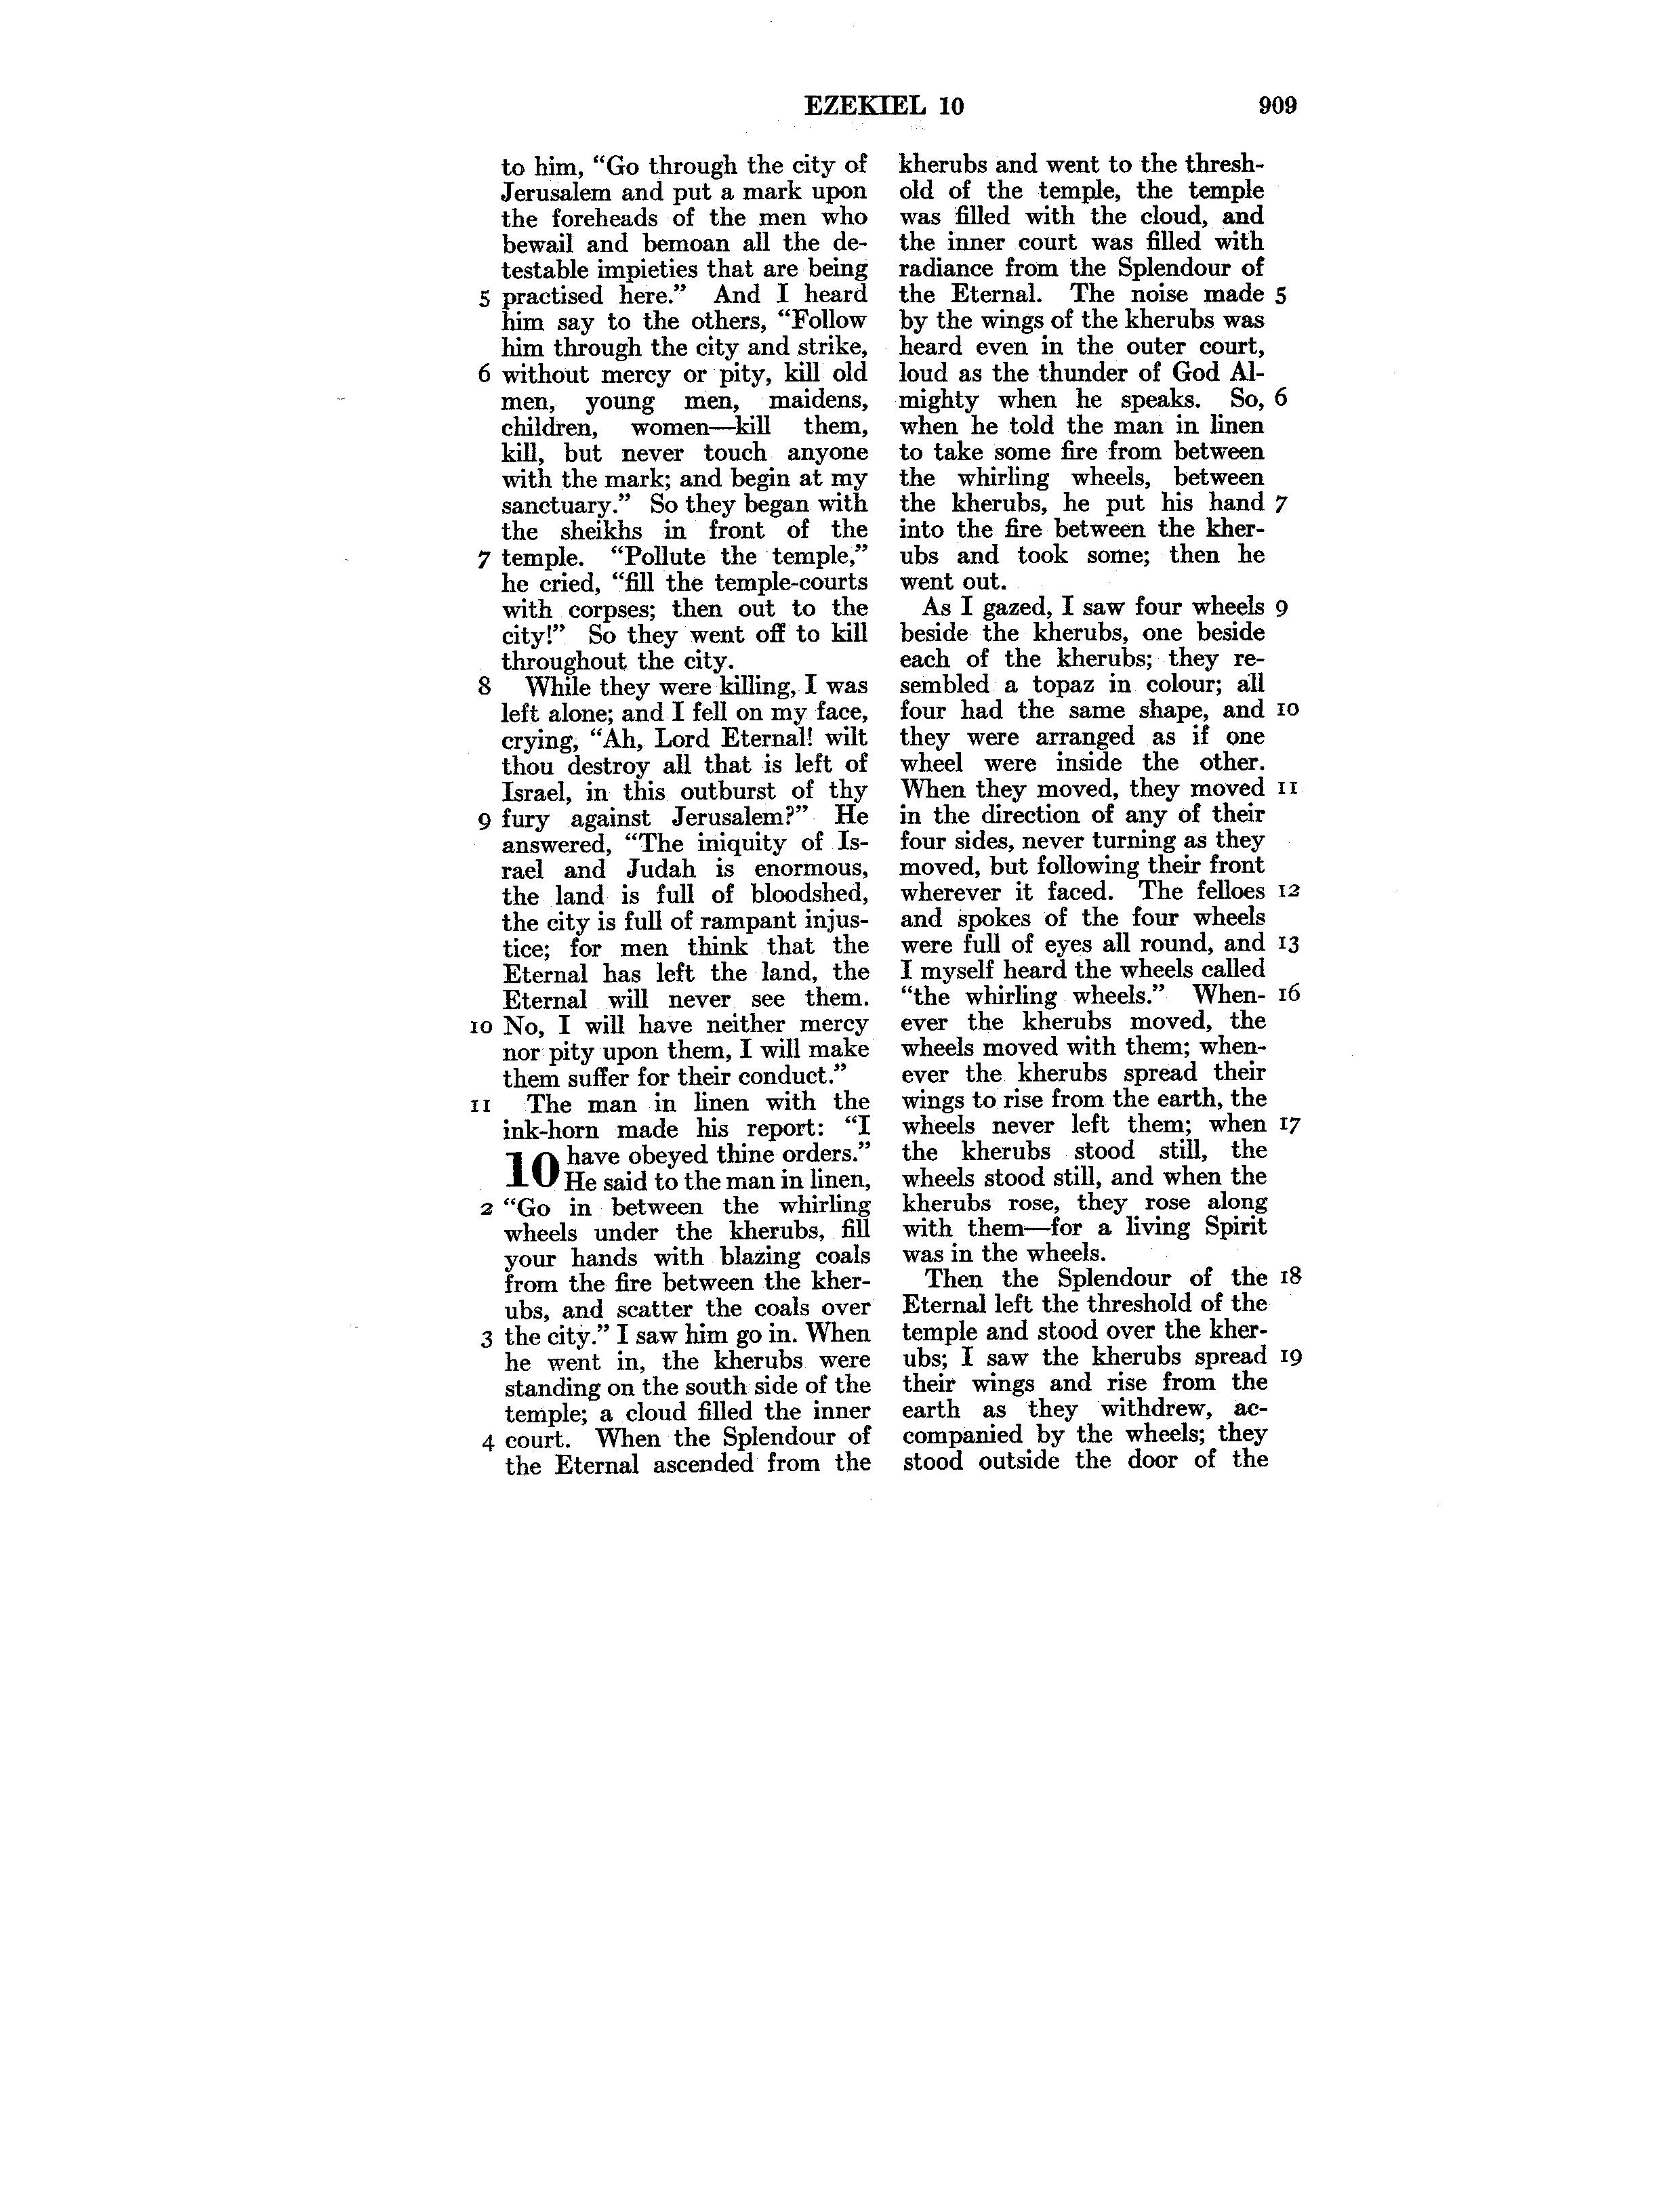 EZEKIEL 10 909
to him, “Go through the city of
Jerusalem and put a mark upon
the foreheads of the men who
bewail and bemoan all the de-
testable impieties that are being
5 practised here.” And I heard
him say to the others, “Follow
him through the city and strike,
6 without mercy or pity, kill old
men, young men, maidens,
children, women—kill them,
kill, but never touch anyone
with the mark; and begin at my
sanctuary.” So they began with
the sheikhs in front of the
7 temple. “Pollute the temple,”
he cried, “fill the temple-courts
with corpses; then out to the
city!” So they went off to kill
throughout the city.
8 While they were killing, I was
left alone; and I fell on my face,
crying, “Ah, Lord Eternal! wilt
thou destroy all that is left of
Israel, in this outburst of thy
9 fury against Jerusalem?” He
answered, “The iniquity of Is-
rael and Judah is enormous,
the land is full of bloodshed,
the city is full of rampant injus-
tice; for men think that the
Eternal has left the land, the
Eternal will never see them.
10 No, I will have neither mercy
nor pity upon them, I will make
them suffer for their conduct.”
11 The man in linen with the
ink-horn made his report: “I
have obeyed thine orders.”
10 He said to the man in linen,
2 “Go in between the whirling
wheels under the kherubs, fill
your hands with blazing coals
from the fire between the kher-
ubs, and scatter the coals over
3 the city.” I saw him go in. When
he went in, the kherubs were
standing on the south side of the
temple; a cloud filled the inner
4 court. When the Splendour of
the Eternal ascended from the
kherubs and went to the thresh-
old of the temple, the temple
was filled with the cloud, and
the inner court was filled with
radiance from the Splendour of
the Eternal. The noise made 5
by the wings of the kherubs was
heard even in the outer court,
loud as the thunder of God Al-
mighty when he speaks. So, 6
when he told the man in linen
to take some fire from between
the whirling wheels, between
the kherubs, he put his hand 7
into the fire between the kher-
ubs and took some; then he
went out.
As I gazed, I saw four wheels 9
beside the kherubs, one beside
each of the kherubs; they re-
sembled a topaz in colour; all
four had the same shape, and 10
they were arranged as if one
wheel were inside the other.
When they moved, they moved 11
in the direction of any of their
four sides, never turning as they
moved, but following their front
wherever it faced. The felloes 12
and spokes of the four wheels
were full of eyes all round, and 13
I myself heard the wheels called
“the whirling wheels.” When- 16
ever the kherubs moved, the
wheels moved with them; when-
ever the kherubs spread their
wings to rise from the earth, the
wheels never left them; when 17
the kherubs stood still, the
wheels stood still, and when the
kherubs rose, they rose along
with them—for a living Spirit
was in the wheels.
Then the Splendour of the 18
Eternal left the threshold of the
temple and stood over the kher-
ubs; I saw the kherubs spread 19
their wings and rise from the
earth as they withdrew, ac-
companied by the wheels; they
stood outside the door of the